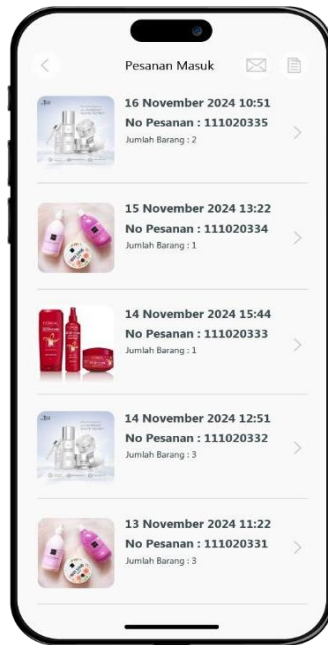 Pesanan Masuk
16 November 2024 10:51
No Pesanan : 111020335
Jumlah Barang : 2
15 November 2024 13:22
No Pesanan : 111020334
Jumlah Barang : 1
14 November 2024 15:44
No Pesanan : 111020333
Jumlah Barang : 1
14 November 2024 12:51
No Pesanan : 111020332
Jumlah Barang : 3
13 November 2024 11:22
No Pesanan : 111020331
Jumlah Barang : 3